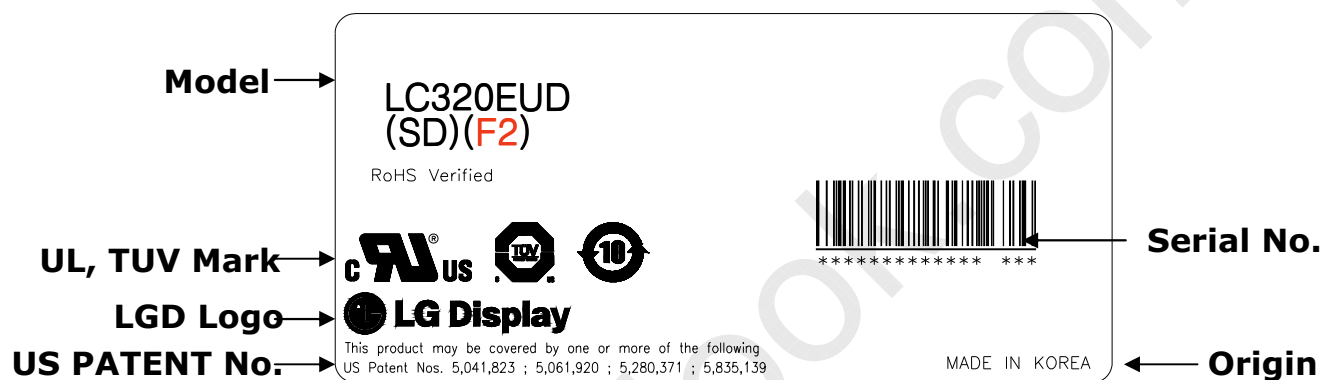 Model
LC320EUD
(SD)(F2)
RoHS Verified
UL, TUV Mark
c RU ® US TUV 10
Serial No.
************ ***
LGD Logo
LG Display
US PATENT No.
This product may be covered by one or more of the following
US Patent Nos. 5,041,823 ; 5,061,920 ; 5,280,371 ; 5,835,139
MADE IN KOREA
Origin